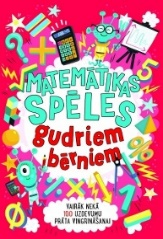 MATEMĀTIKAS
SPĒLES
gudriem
bērniem
VAIRĀK NEKĀ
100 UZDEVUMU
PRĀTA VINGRINĀŠANAI